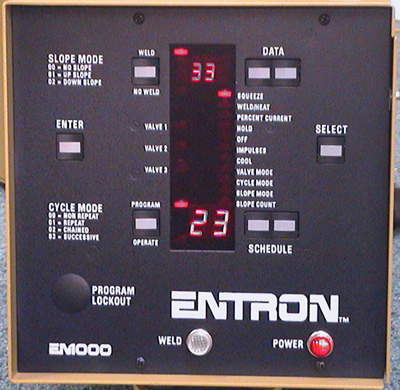 SLOPE MODE
00 = NO SLOPE
01 = UP SLOPE
02 = DOWN SLOPE
WELD
NO WELD
33
DATA
SQUEEZE
WELD/HEAT
PERCENT CURRENT
HOLD
OFF
IMPULSES
COOL
VALVE MODE
CYCLE MODE
SLOPE MODE
SLOPE COUNT
ENTER
VALVE 1
VALVE 2
VALVE 3
SELECT
CYCLE MODE
00 = NON REPEAT
01 = REPEAT
02 = CHAINED
03 = SUCCESSIVE
PROGRAM
OPERATE
23
SCHEDULE
PROGRAM
LOCKOUT
ENTRON TM
EM000
WELD
POWER